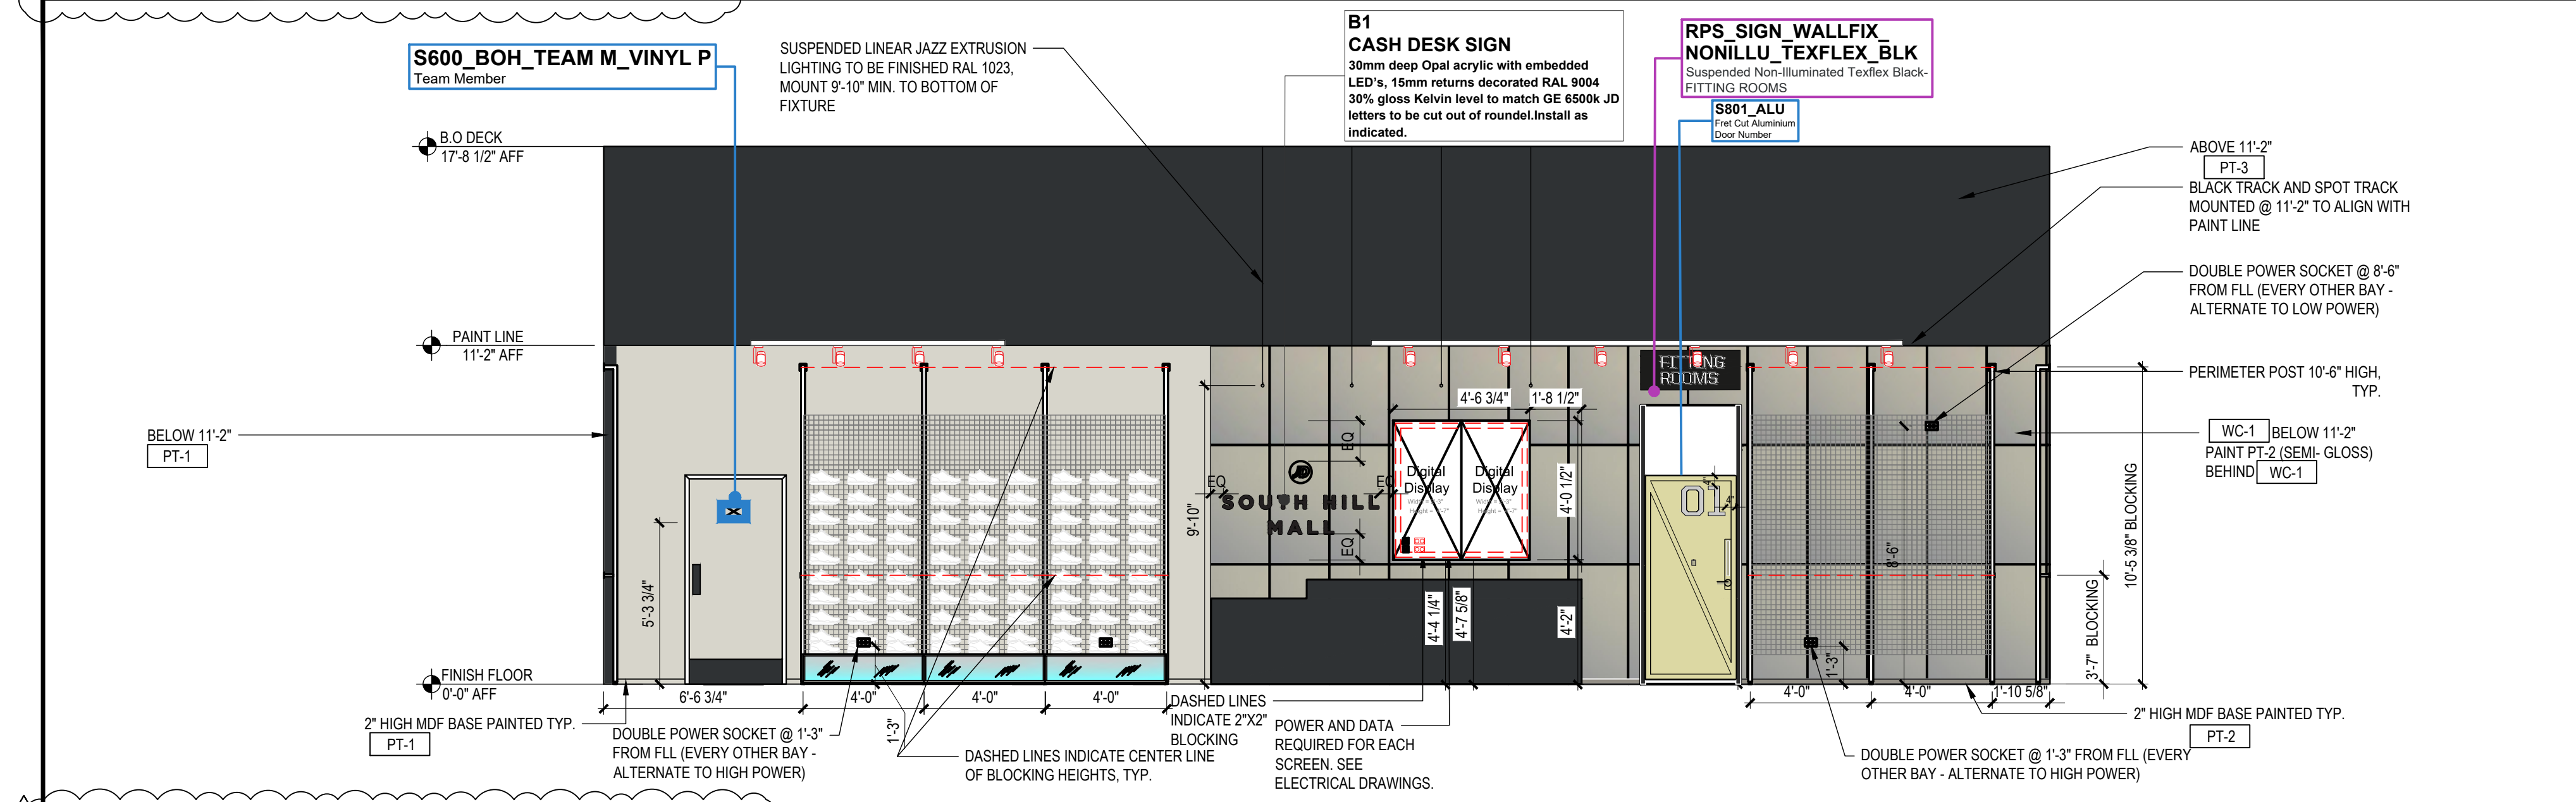 S600_BOH_TEAM M_VINYL P
Team Member
SUSPENDED LINEAR JAZZ EXTRUSION
LIGHTING TO BE FINISHED RAL 1023,
MOUNT 9'-10" MIN. TO BOTTOM OF
FIXTURE
B1
CASH DESK SIGN
30mm deep Opal acrylic with embedded
LED's, 15mm returns decorated RAL 9004
30% gloss Kelvin level to match GE 6500k JD
letters to be cut out of roundel.Install as
indicated.
RPS_SIGN_WALLFIX_
NONILLU_TEXFLEX_BLK
Suspended Non-Illuminated Texflex Black-
FITTING ROOMS
S801_ALU
Fret Cut Aluminium
Door Number
B.O DECK
17'-8 1/2" AFF
PAINT LINE
11'-2" AFF
FINISH FLOOR
0'-0" AFF
BELOW 11'-2"
PT-1
ABOVE 11'-2"
PT-3
BLACK TRACK AND SPOT TRACK
MOUNTED @ 11'-2" TO ALIGN WITH
PAINT LINE
DOUBLE POWER SOCKET @ 8'-6"
FROM FLL (EVERY OTHER BAY -
ALTERNATE TO LOW POWER)
PERIMETER POST 10'-6" HIGH,
TYP.
WC-1 BELOW 11'-2"
PAINT PT-2 (SEMI- GLOSS)
BEHIND WC-1
FITTING
ROOMS
4'-6 3/4"
1'-8 1/2"
EQ
EQ
EQ
EQ
JD
SOUTH HILL
MALL
Digital
Display
Digital
Display
01
9'-10"
4'-0 1/2"
4'-4 1/4"
4'-7 5/8"
4'-2"
5'-3 3/4"
8'-6"
1'-3"
10'-5 3/8" BLOCKING
3'-7" BLOCKING
6'-6 3/4"
4'-0"
4'-0"
4'-0"
1'-3"
4'-0"
4'-0"
1'-10 5/8"
2" HIGH MDF BASE PAINTED TYP.
PT-1
DOUBLE POWER SOCKET @ 1'-3"
FROM FLL (EVERY OTHER BAY -
ALTERNATE TO HIGH POWER)
DASHED LINES INDICATE CENTER LINE
OF BLOCKING HEIGHTS, TYP.
DASHED LINES
INDICATE 2"X2"
BLOCKING
POWER AND DATA
REQUIRED FOR EACH
SCREEN. SEE
ELECTRICAL DRAWINGS.
2" HIGH MDF BASE PAINTED TYP.
PT-2
DOUBLE POWER SOCKET @ 1'-3" FROM FLL (EVERY
OTHER BAY - ALTERNATE TO HIGH POWER)